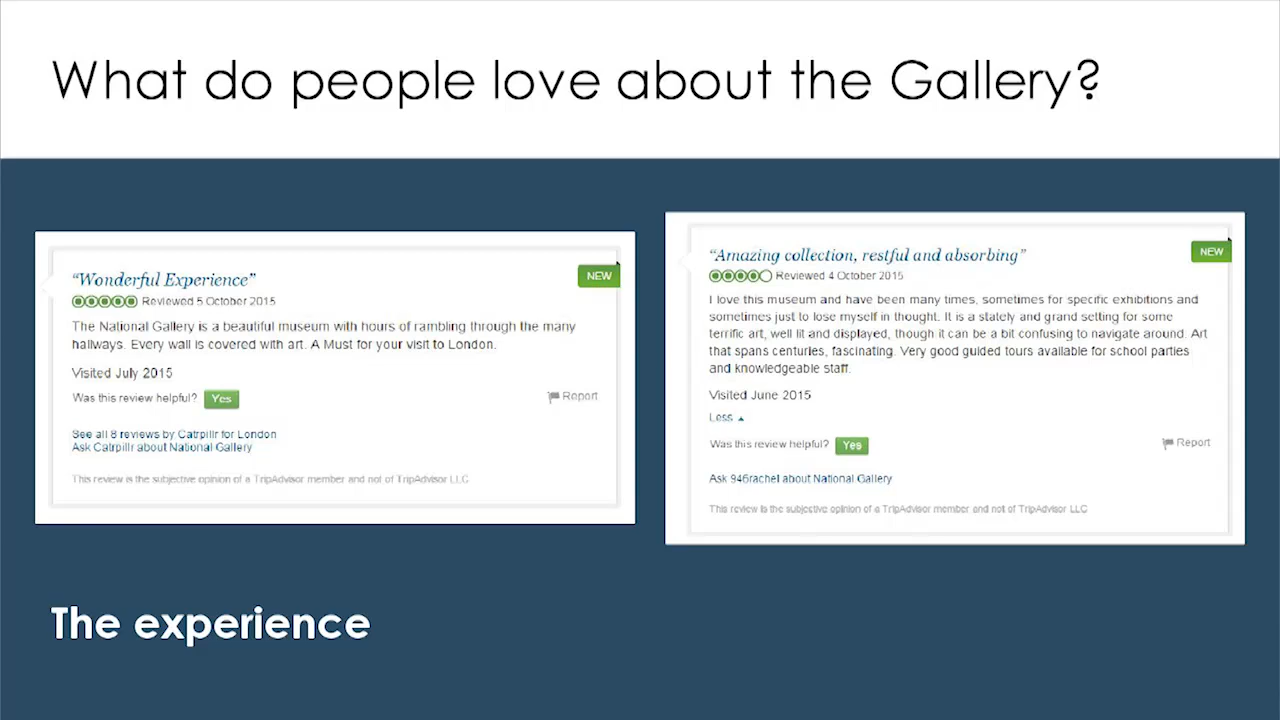 What do people love about the Gallery?
“Wonderful Experience”
NEW
Reviewed 5 October 2015
The National Gallery is a beautiful museum with hours of rambling through the many
hallways. Every wall is covered with art. A Must for your visit to London.
Visited July 2015
Was this review helpful? Yes
Report
See all 8 reviews by Catrpillr for London
Ask Catrpillr about National Gallery
This review is the subjective opinion of a TripAdvisor member and not of TripAdvisor LLC
“Amazing collection, restful and absorbing”
NEW
Reviewed 4 October 2015
I love this museum and have been many times, sometimes for specific exhibitions and
sometimes just to lose myself in thought. It is a stately and grand setting for some
terrific art, well lit and displayed, though it can be a bit confusing to navigate around. Art
that spans centuries, fascinating. Very good guided tours available for school parties
and knowledgeable staff.
Visited June 2015
Less
Was this review helpful? Yes
Report
Ask 946rachel about National Gallery
This review is the subjective opinion of a TripAdvisor member and not of TripAdvisor LLC
The experience